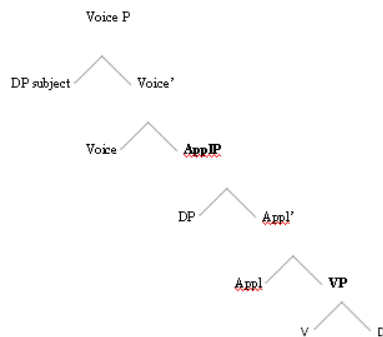 Voice P
DP subject Voice’
Voice ApplP
DP Appl’
Appl VP
V